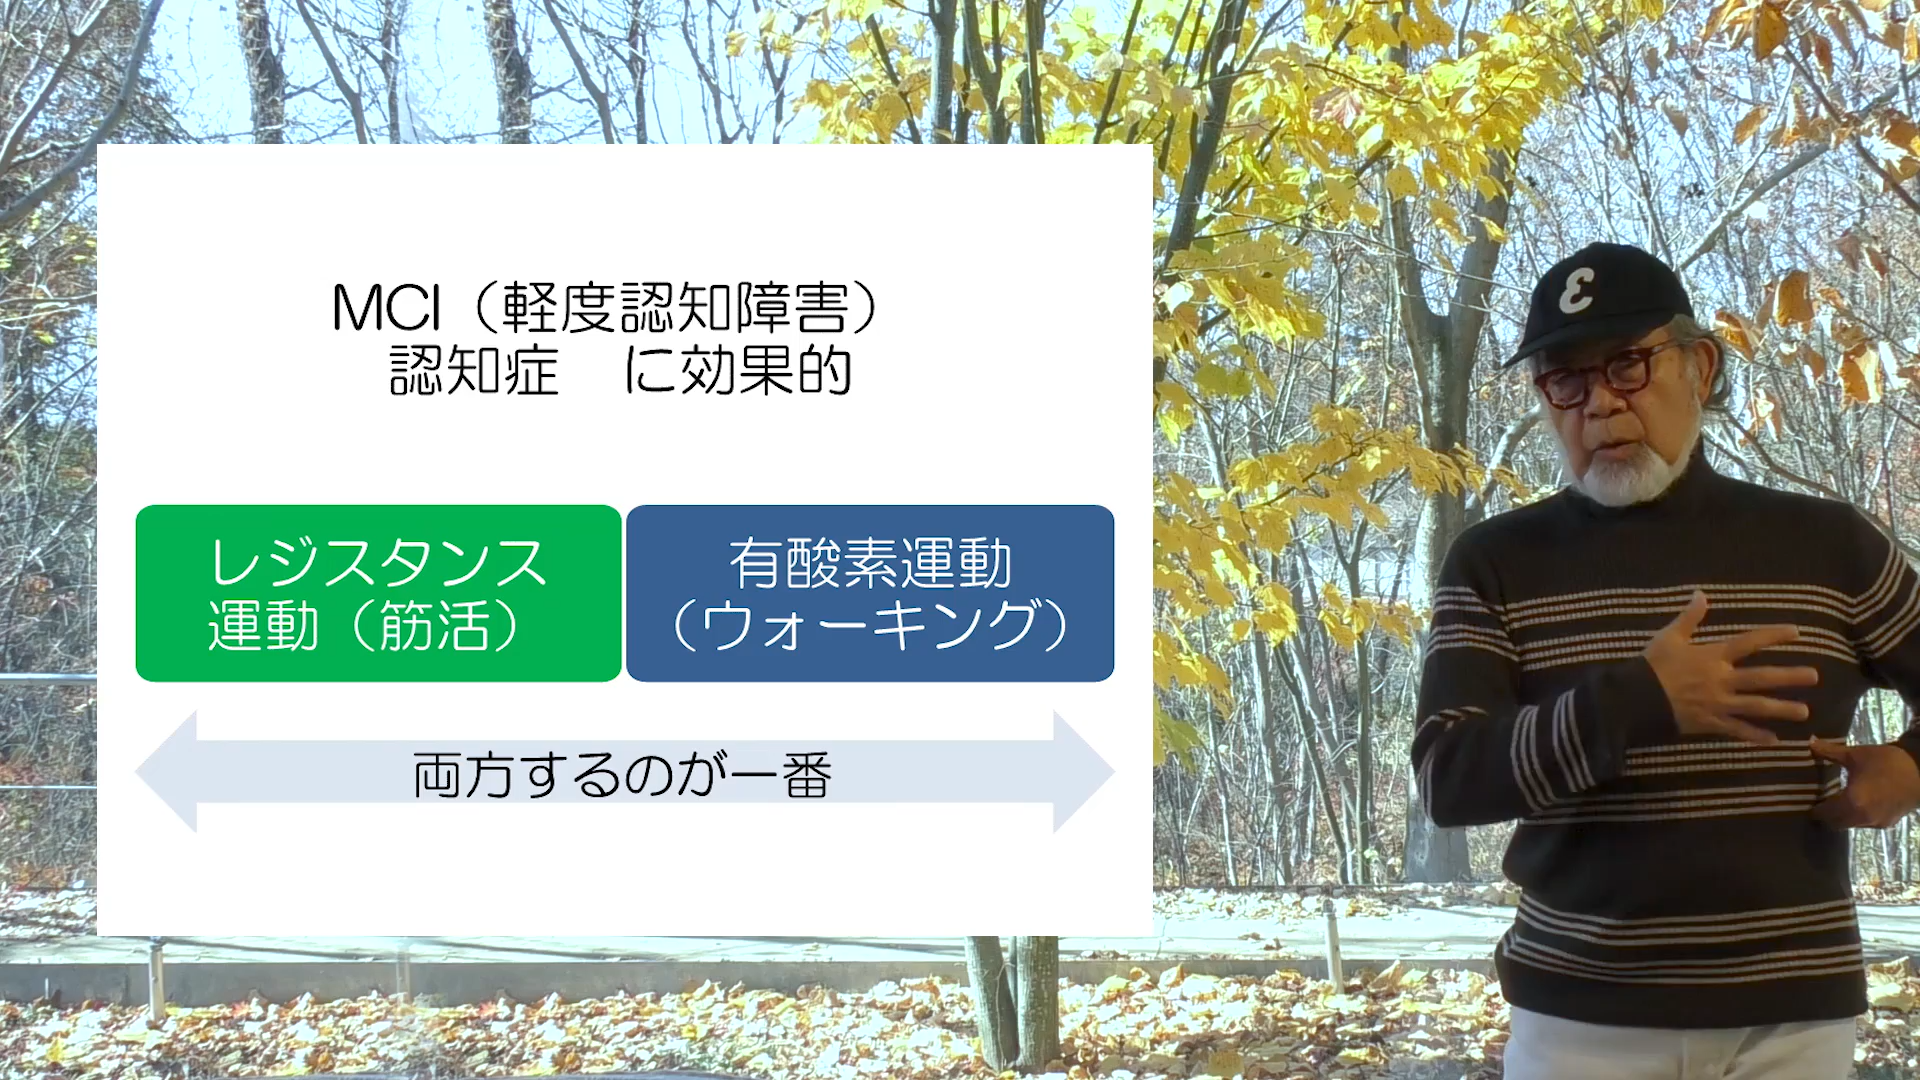 MCI（軽度認知障害）
認知症　に効果的
レジスタンス
運動（筋活）
有酸素運動
（ウォーキング）
両方するのが一番
ε